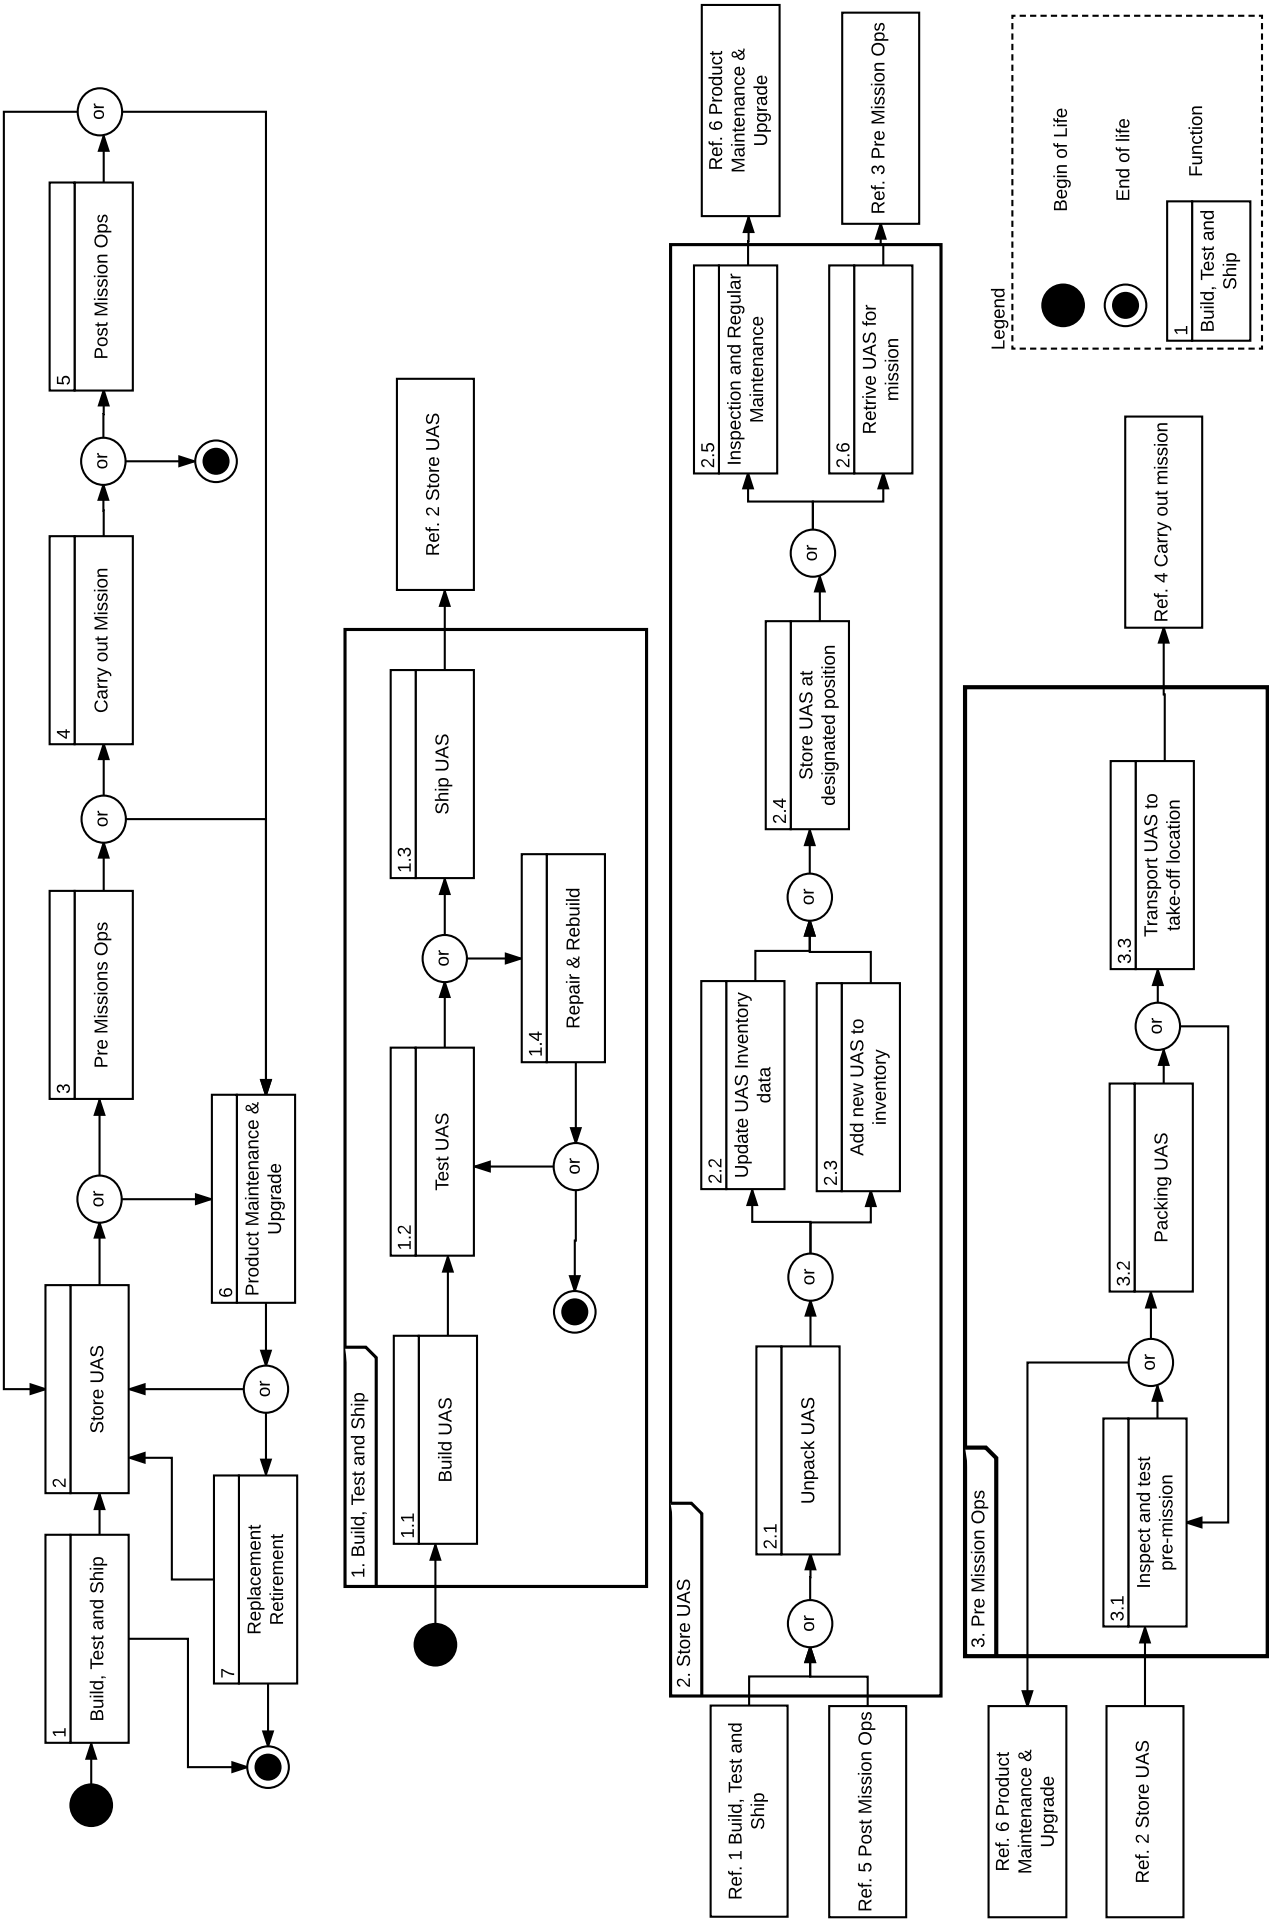 1
Build, Test and Ship
2
Store UAS
or
3
Pre Missions Ops
or
4
Carry out Mission
or
5
Post Mission Ops
or
7
Replacement
Retirement
or
6
Product Maintenance &
Upgrade
1. Build, Test and Ship
1.1
Build UAS
1.2
Test UAS
or
1.3
Ship UAS
Ref. 2 Store UAS
or
1.4
Repair & Rebuild
2. Store UAS
Ref. 1 Build, Test and
Ship
Ref. 5 Post Mission Ops
or
2.1
Unpack UAS
or
2.2
Update UAS Inventory
data
2.3
Add new UAS to
inventory
or
2.4
Store UAS at
designated position
or
2.5
Inspection and Regular
Maintenance
2.6
Retrive UAS for
mission
Ref. 6 Product
Maintenance &
Upgrade
Ref. 3 Pre Mission Ops
3. Pre Mission Ops
Ref. 6 Product
Maintenance &
Upgrade
Ref. 2 Store UAS
3.1
Inspect and test
pre-mission
or
3.2
Packing UAS
or
3.3
Transport UAS to
take-off location
Ref. 4 Carry out mission
Legend
Begin of Life
End of life
1
Build, Test and
Ship
Function